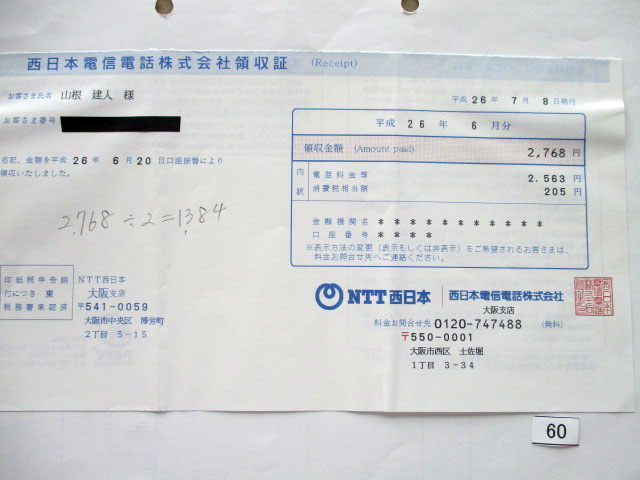 西日本電信電話株式会社領収証 (Receipt)
お客さま氏名 山根 建人 様
お客さま番号
平成 26年 7月 8日発行
右記、金額を平成 26年 6月20日口座振替により
領収いたしました。
2,768÷2=1,384
平成 26年 6月分
領収金額 (Amount paid) 2,768 円
内訳
電話料金等 2,563 円
消費税相当額 205 円
金融機関名 * * * * * * * * * * *
口座番号 * * * *
※表示方法の変更(表示もしくは非表示)をご希望されるお客さまは、
料金お問合せ先へご連絡ください。
印紙税申告納
付につき 東
税務署承認済
NTT西日本
大阪支店
〒541-0059
大阪市中央区 博労町
2丁目 5-15
NTT西日本 西日本電信電話株式会社
大阪支店
料金お問合せ先 0120-747488 (無料)
〒550-0001
大阪市西区 土佐堀
1丁目 3-34
60